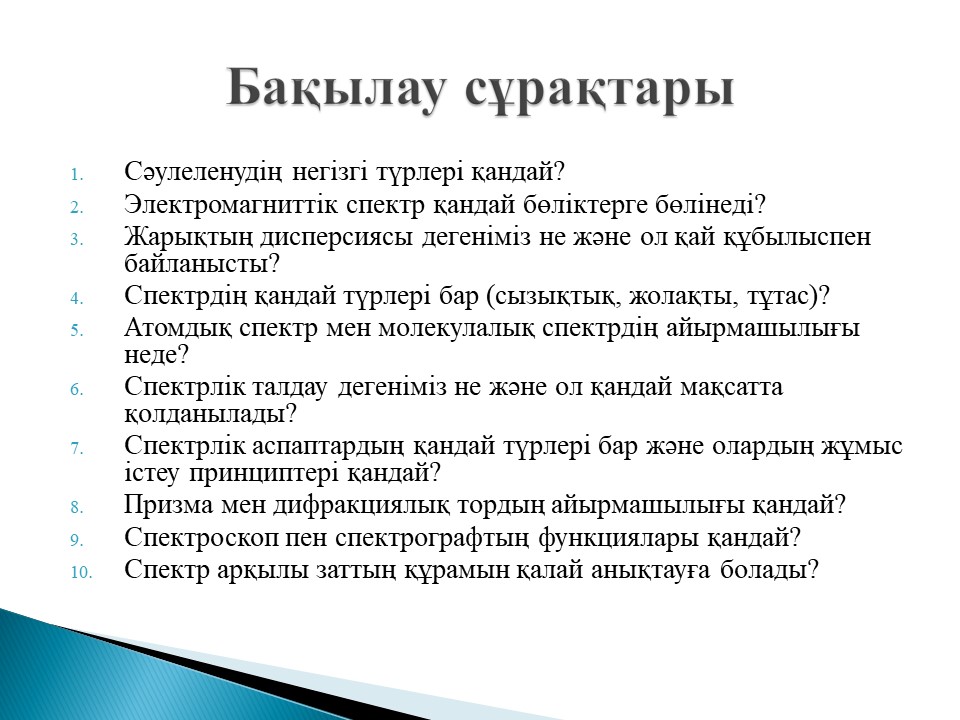 Бақылау сұрақтары
1. Сәулеленудің негізгі түрлері қандай?
2. Электромагниттік спектр қандай бөліктерге бөлінеді?
3. Жарықтың дисперсиясы дегеніміз не және ол қай құбылыспен
байланысты?
4. Спектрдің қандай түрлері бар (сызықтық, жолақты, тұтас)?
5. Атомдық спектр мен молекулалық спектрдің айырмашылығы
неде?
6. Спектрлік талдау дегеніміз не және ол қандай мақсатта
қолданылады?
7. Спектрлік аспаптардың қандай түрлері бар және олардың жұмыс
істеу принциптері қандай?
8. Призма мен дифракциялық тордың айырмашылығы қандай?
9. Спектроскоп пен спектрографтың функциялары қандай?
10. Спектр арқылы заттың құрамын қалай анықтауға болады?